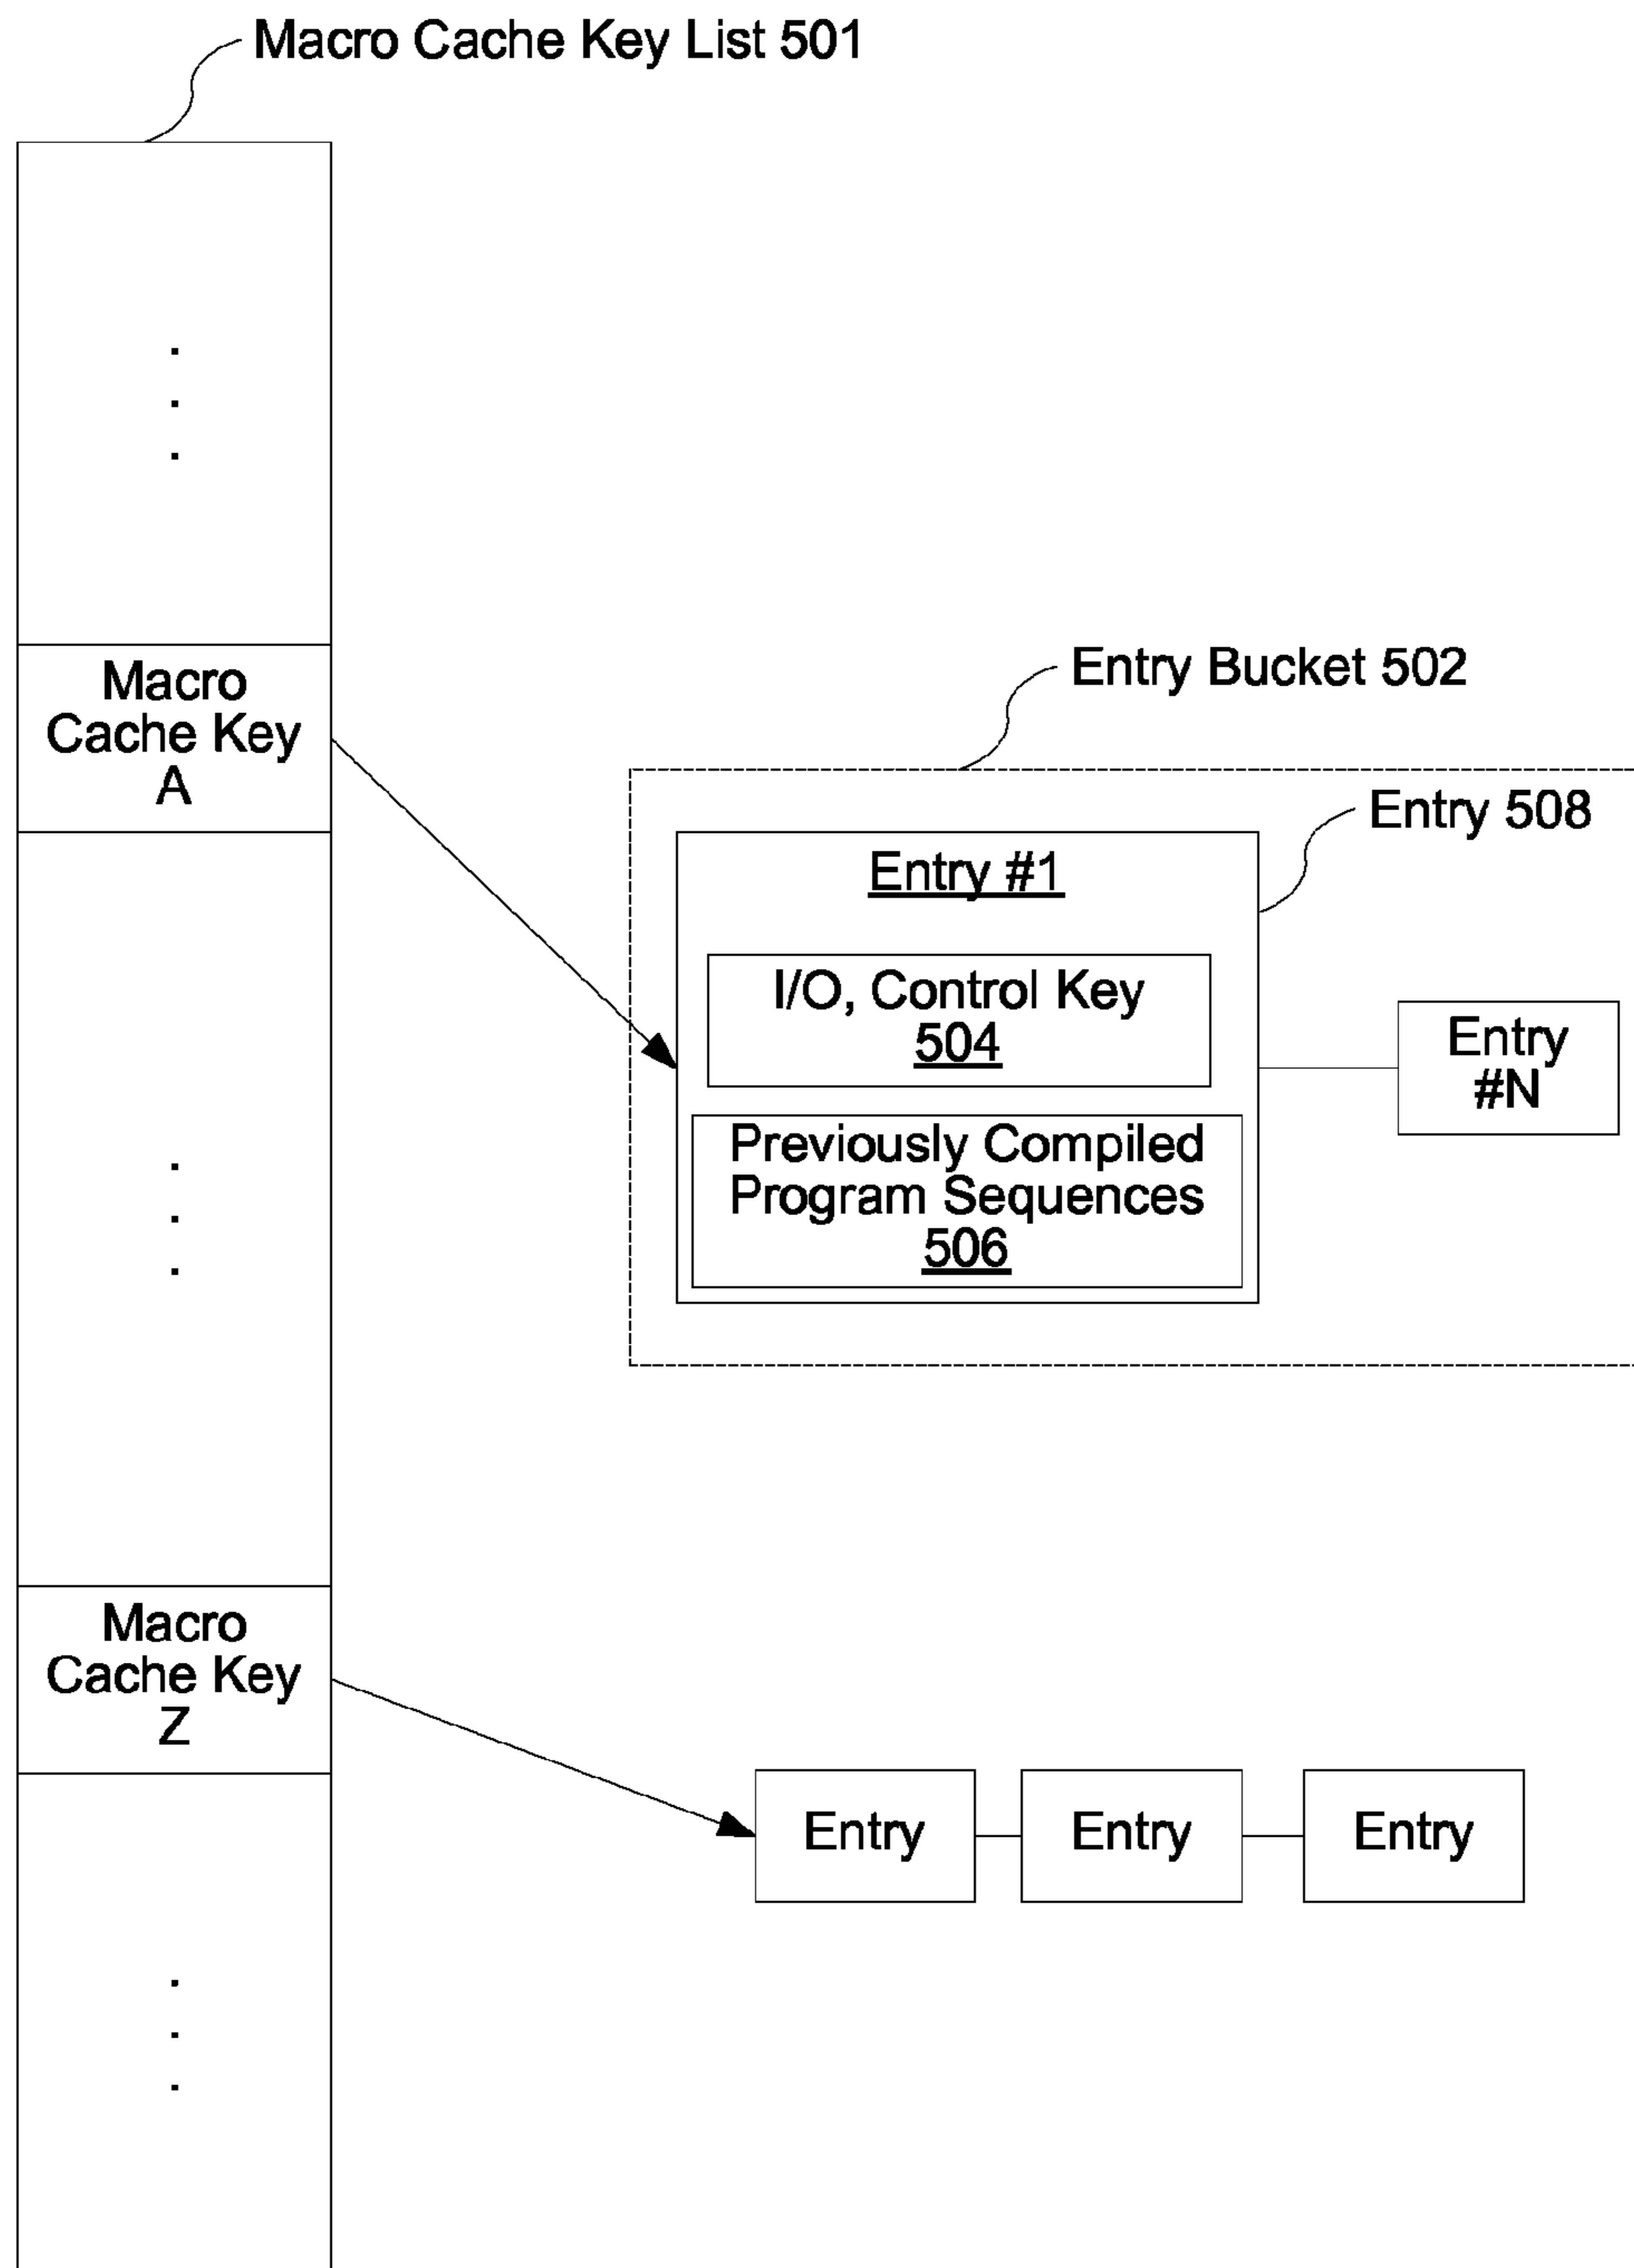 Macro Cache Key List 501
Macro
Cache Key
A
Entry Bucket 502
Entry 508
Entry #1
I/O, Control Key
504
Previously Compiled
Program Sequences
506
Entry
#N
Macro
Cache Key
Z
Entry
Entry
Entry